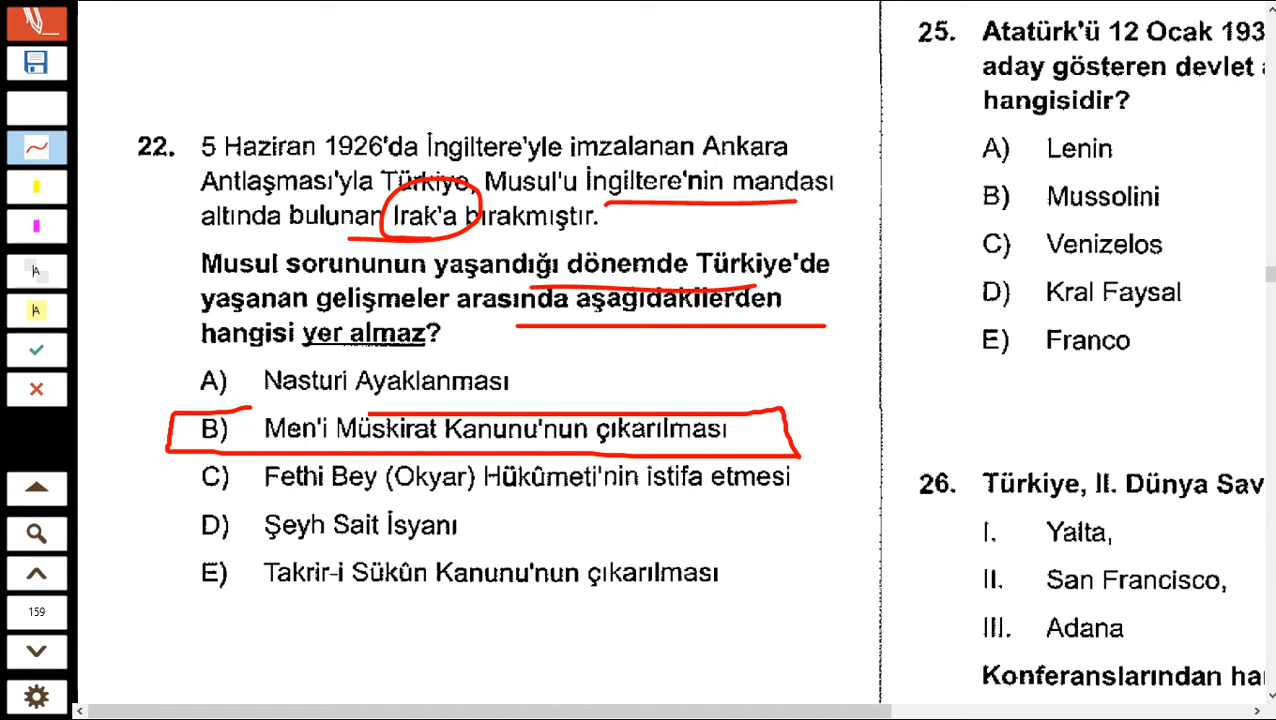 22. 5 Haziran 1926'da İngiltere'yle imzalanan Ankara
Antlaşması'yla Türkiye, Musul'u İngiltere'nin mandası
altında bulunan Irak'a bırakmıştır.
Musul sorununun yaşandığı dönemde Türkiye'de
yaşanan gelişmeler arasında aşağıdakilerden
hangisi yer almaz?
A) Nasturi Ayaklanması
B) Men'i Müskirat Kanunu'nun çıkarılması
C) Fethi Bey (Okyar) Hükûmeti'nin istifa etmesi
D) Şeyh Sait İsyanı
E) Takrir-i Sükûn Kanunu'nun çıkarılması
25. Atatürk'ü 12 Ocak 193
aday gösteren devlet
hangisidir?
A) Lenin
B) Mussolini
C) Venizelos
D) Kral Faysal
E) Franco
26. Türkiye, II. Dünya Sav
I. Yalta,
II. San Francisco,
III. Adana
Konferanslarından ha
A
A
159